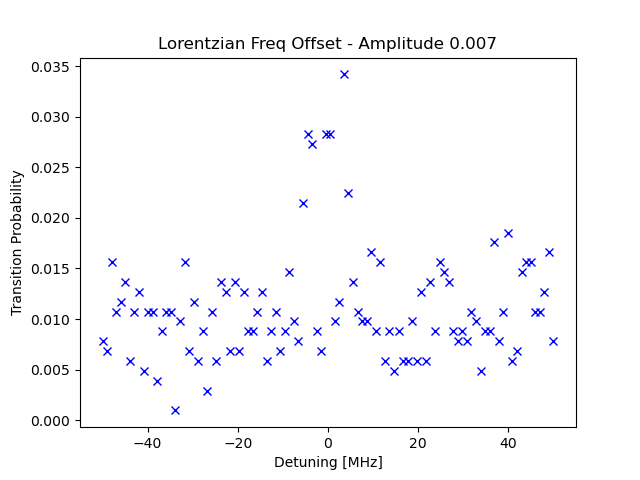 Lorentzian Freq Offset - Amplitude 0.007
Transition Probability
0.035
0.030
0.025
0.020
0.015
0.010
0.005
0.000
−40 −20 0 20 40
Detuning [MHz]